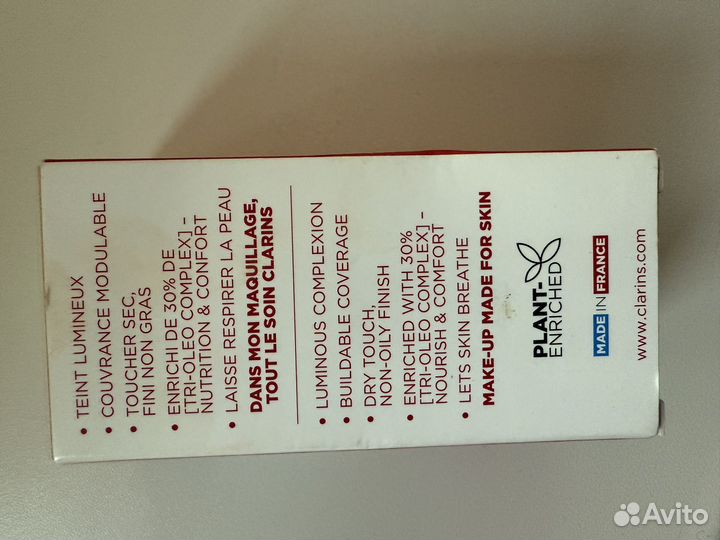 • TEINT LUMINEUX
• COUVRANCE MODULABLE
• TOUCHER SEC,
FINI NON GRAS
• ENRICHI DE 30% DE
[TRI-OLEO COMPLEX] –
NUTRITION & CONFORT
• LAISSE RESPIRER LA PEAU
DANS MON MAQUILLAGE,
TOUT LE SOIN CLARINS
• LUMINOUS COMPLEXION
• BUILDABLE COVERAGE
• DRY TOUCH,
NON-OILY FINISH
• ENRICHED WITH 30%
[TRI-OLEO COMPLEX] –
NOURISH & COMFORT
• LETS SKIN BREATHE
MAKE-UP MADE FOR SKIN
PLANT-
ENRICHED
MADE IN FRANCE
www.clarins.com
Avito